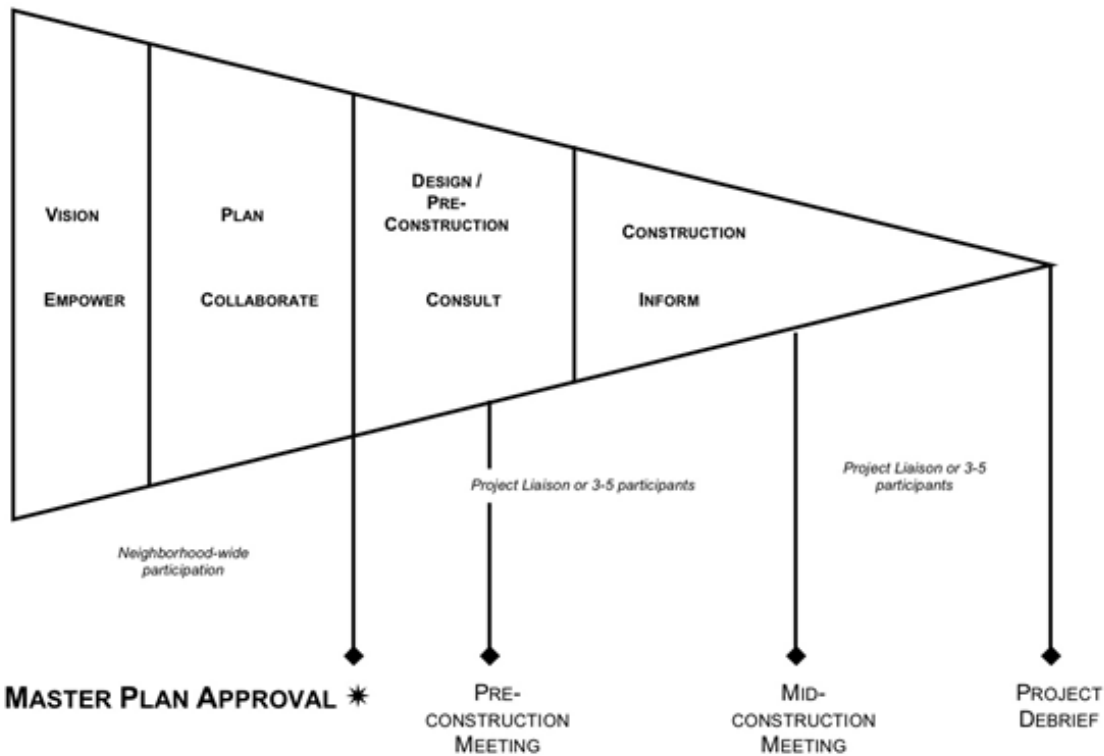 VISION
EMPOWER
PLAN
COLLABORATE
DESIGN /
PRE-
CONSTRUCTION
CONSULT
CONSTRUCTION
INFORM
Neighborhood-wide
participation
Project Liaison or 3-5 participants
Project Liaison or 3-5
participants
MASTER PLAN APPROVAL ✷
PRE-
CONSTRUCTION
MEETING
MID-
CONSTRUCTION
MEETING
PROJECT
DEBRIEF